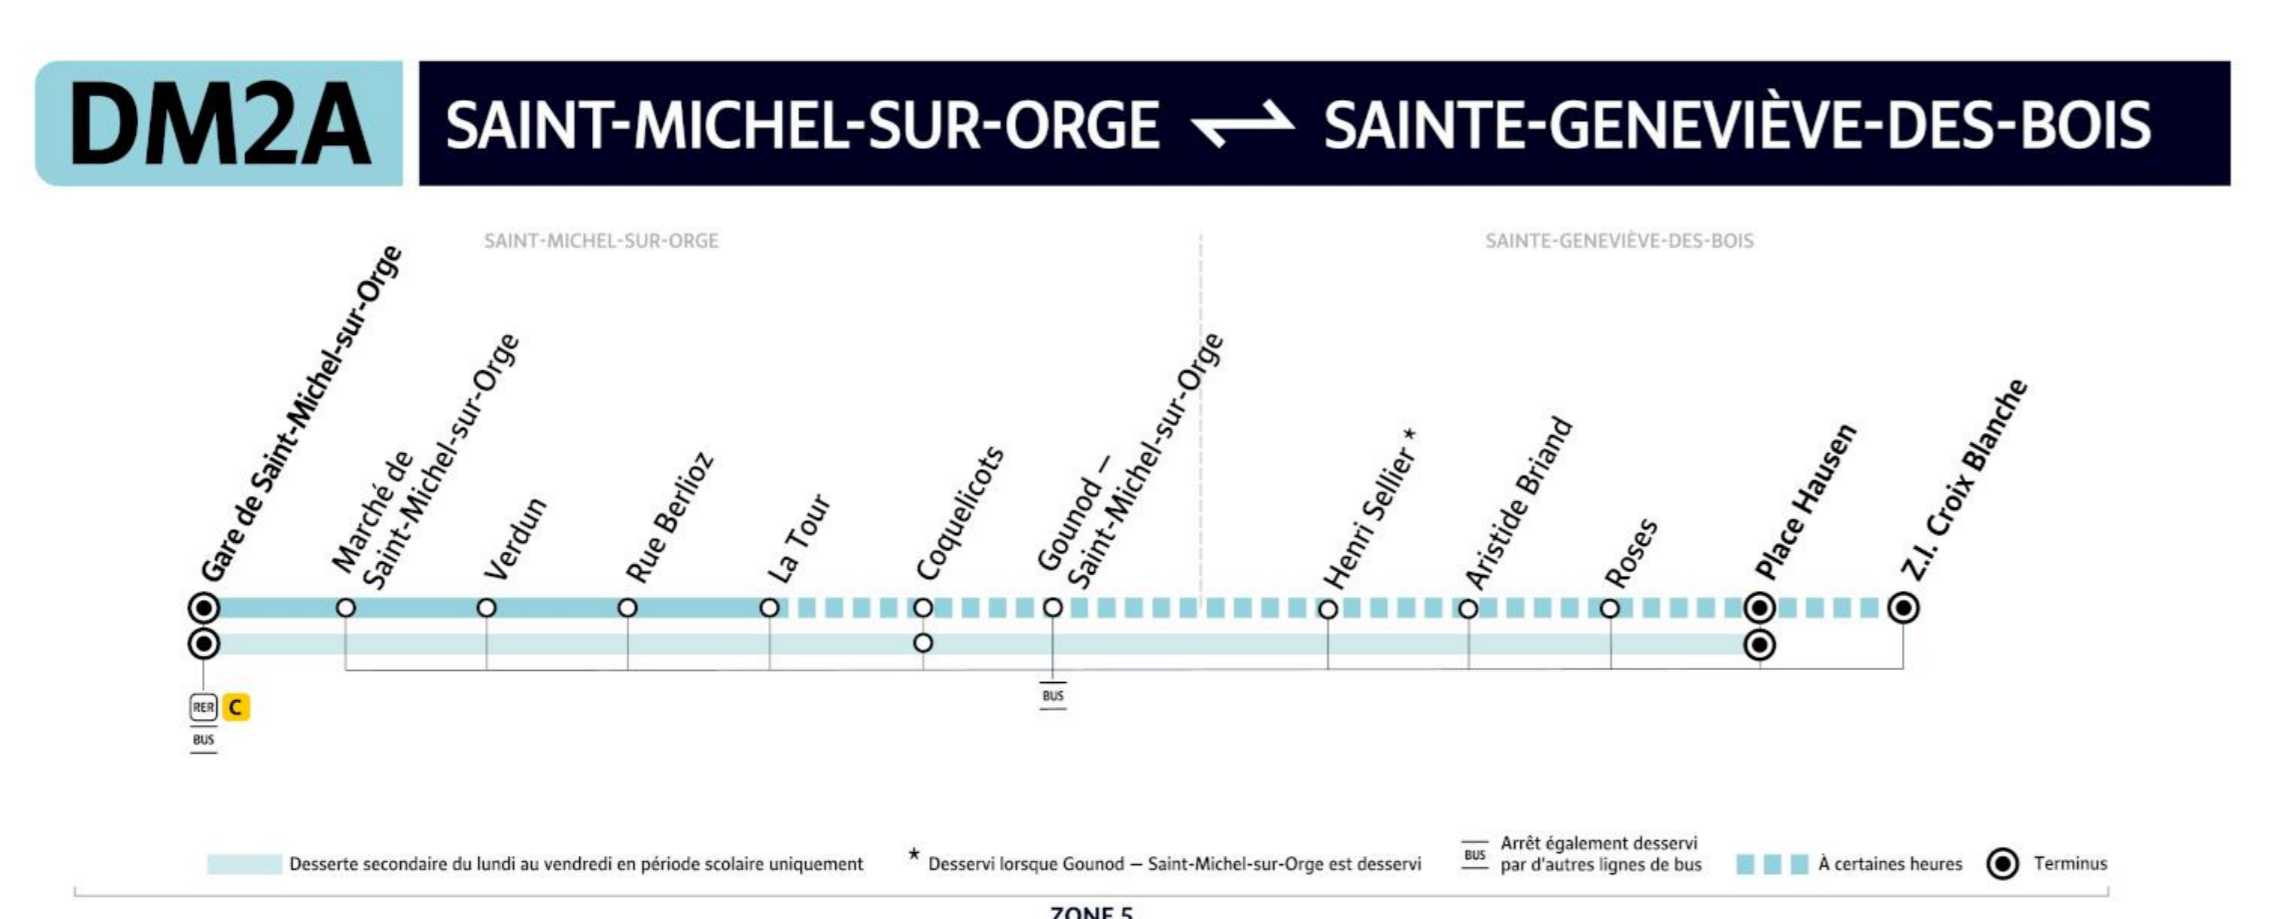 DM2A
SAINT-MICHEL-SUR-ORGE ⇌ SAINTE-GENEVIÈVE-DES-BOIS
SAINT-MICHEL-SUR-ORGE
SAINTE-GENEVIÈVE-DES-BOIS
Gare de Saint-Michel-sur-Orge
Marché de
Saint-Michel-sur-Orge
Verdun
Rue Berlioz
La Tour
Coquelicots
Gounod –
Saint-Michel-sur-Orge
Henri Sellier *
Aristide Briand
Roses
Place Hausen
Z.I. Croix Blanche
RER C
BUS
BUS
Desserte secondaire du lundi au vendredi en période scolaire uniquement
* Desservi lorsque Gounod – Saint-Michel-sur-Orge est desservi
BUS
Arrêt également desservi
par d'autres lignes de bus
À certaines heures
Terminus
ZONE 5